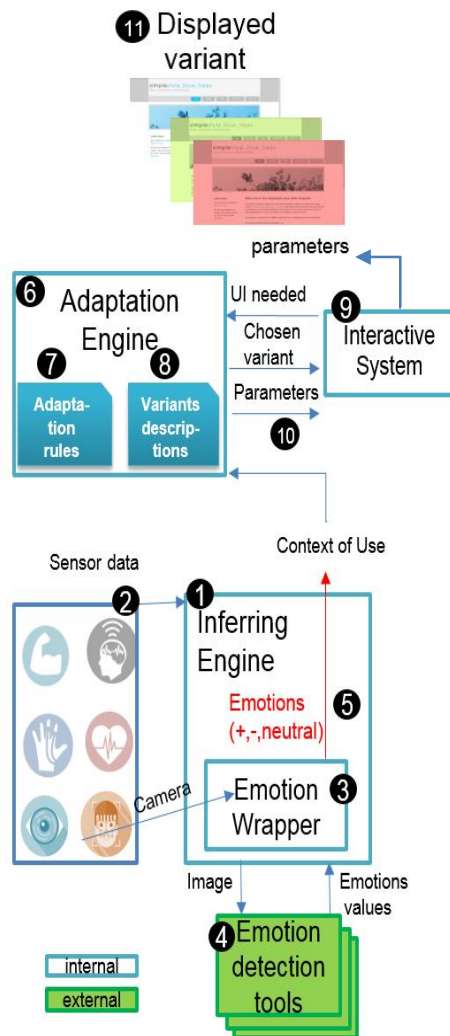 11 Displayed
variant
parameters
6 Adaptation
Engine
7
Adapta-
tion
rules
8
Variants
descrip-
tions
UI needed
Chosen
variant
Parameters
10
9
Interactive
System
Context of Use
Sensor data
2
1
Inferring
Engine
Emotions
(+,-,neutral)
5
Camera
Emotion
Wrapper
3
Image
Emotions
values
4 Emotion
detection
tools
internal
external